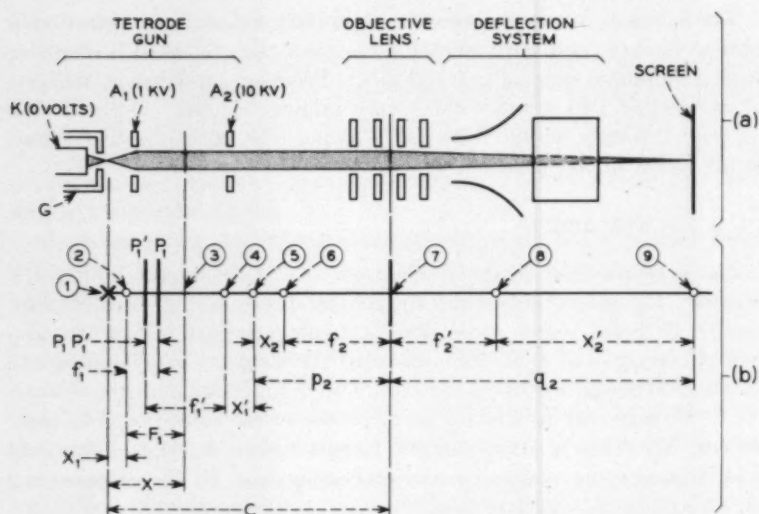 TETRODE GUN
OBJECTIVE LENS
DEFLECTION SYSTEM
A₁ (1 KV)
A₂ (10 KV)
SCREEN
K (0 VOLTS)
(a)
G
P₁' P₁
1 2 3 4 5 6 7 8 9
P₁ P₁'
X₂ f₂ f₂' X₂'
f₁
p₂ q₂
(b)
f₁' X₁'
F₁
X₁
X
C